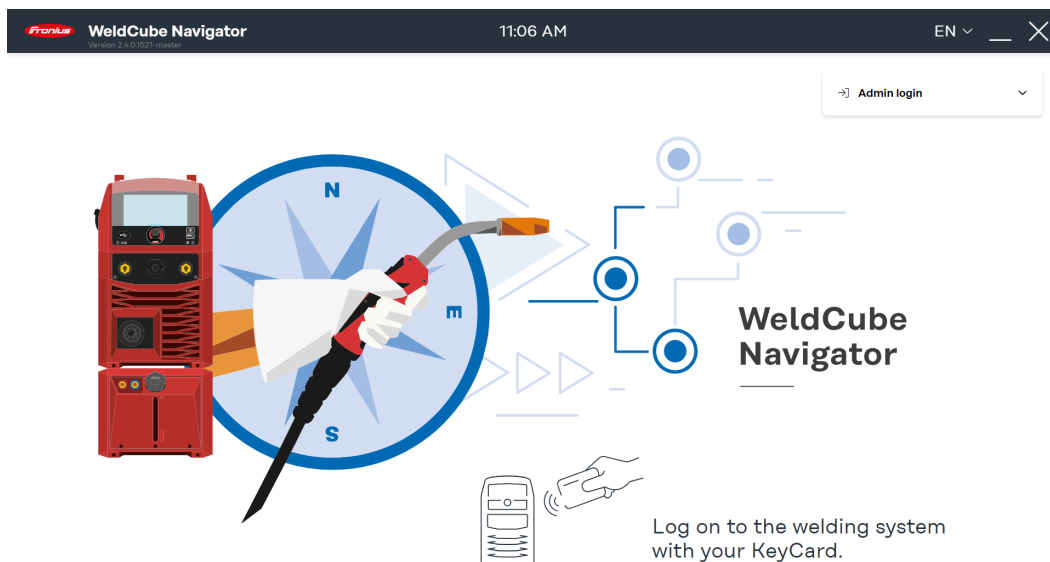 Fronius
WeldCube Navigator
Version 2.4.0.1521-master
11:06 AM
EN
Admin login
N
E
S
WeldCube
Navigator
Log on to the welding system
with your KeyCard.